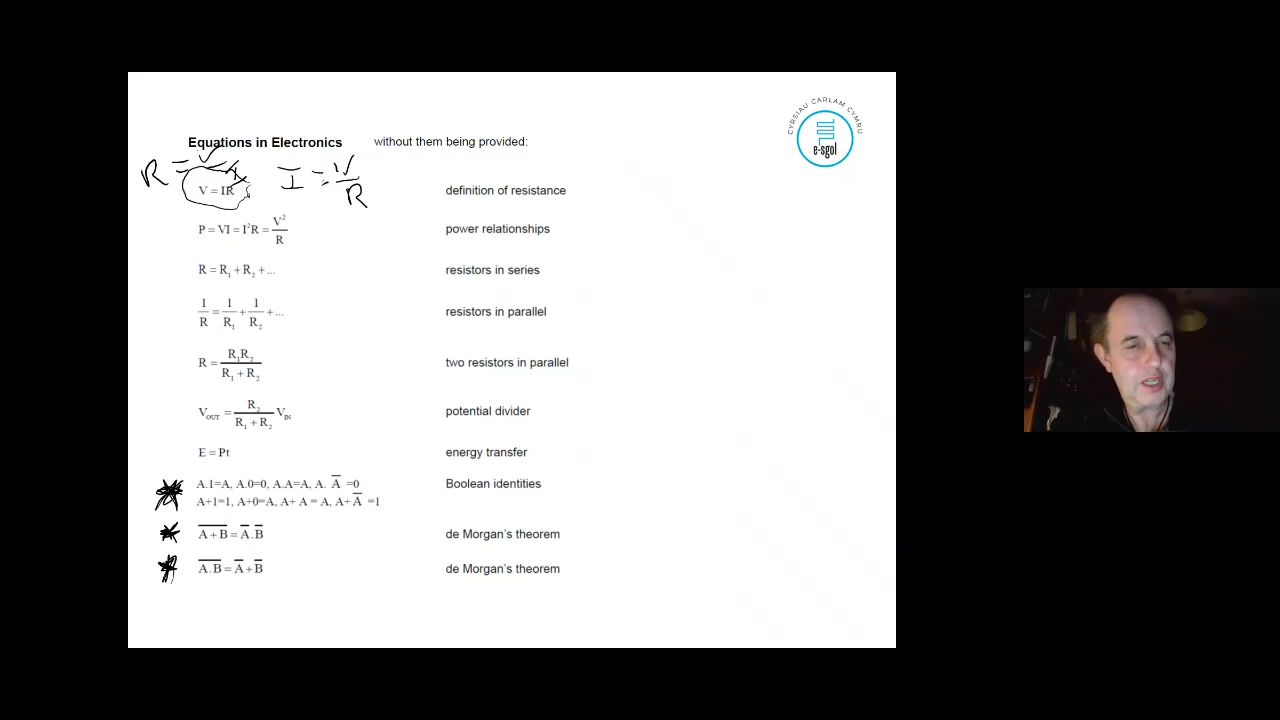 CYRSIAU CARLAM CYMRU
e-sgol
Equations in Electronics without them being provided:
R = V/I I = V/R
V = IR definition of resistance
P = VI = I²R = V²/R power relationships
R = R₁ + R₂ + ... resistors in series
1/R = 1/R₁ + 1/R₂ + ... resistors in parallel
R = R₁R₂/R₁ + R₂ two resistors in parallel
V_OUT = R₂/R₁ + R₂ V_IN potential divider
E = Pt energy transfer
A.1=A, A.0=0, A.A=A, A. A̅ =0 Boolean identities
A+1=1, A+0=A, A+ A = A, A+ A̅ =1
A̅ ̅+̅ ̅B̅ = A̅.B̅ de Morgan's theorem
A̅.̅B̅ = A̅ + B̅ de Morgan's theorem